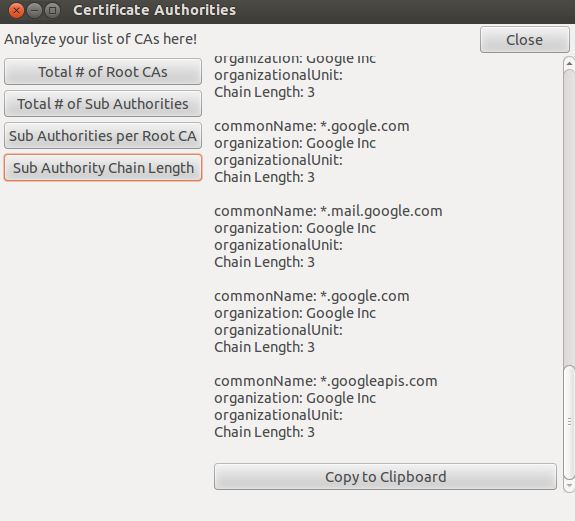 Certificate Authorities
Analyze your list of CAs here!
Close
Total # of Root CAs
Total # of Sub Authorities
Sub Authorities per Root CA
Sub Authority Chain Length
organization: Google Inc
organizationalUnit:
Chain Length: 3
commonName: *.google.com
organization: Google Inc
organizationalUnit:
Chain Length: 3
commonName: *.mail.google.com
organization: Google Inc
organizationalUnit:
Chain Length: 3
commonName: *.google.com
organization: Google Inc
organizationalUnit:
Chain Length: 3
commonName: *.googleapis.com
organization: Google Inc
organizationalUnit:
Chain Length: 3
Copy to Clipboard